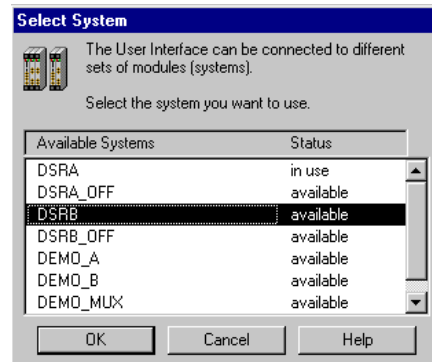 Select System
The User Interface can be connected to different
sets of modules (systems).
Select the system you want to use.
Available Systems Status
DSRA in use
DSRA_OFF available
DSRB available
DSRB_OFF available
DEMO_A available
DEMO_B available
DEMO_MUX available
OK Cancel Help